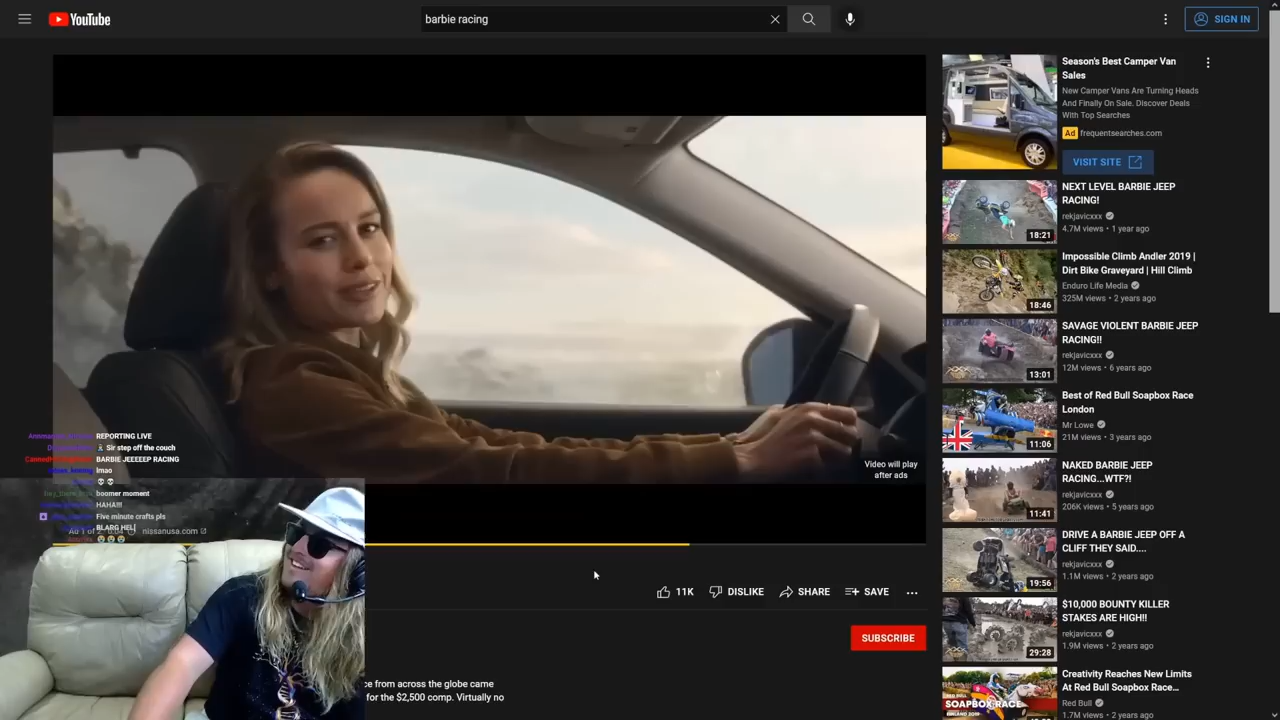 YouTube
barbie racing
SIGN IN
Season's Best Camper Van
Sales
New Camper Vans Are Turning Heads
And Finally On Sale. Discover Deals
With Top Searches
Ad frequentsearches.com
VISIT SITE
NEXT LEVEL BARBIE JEEP
RACING!
rekjavicxxx
4.7M views • 1 year ago
18:21
Impossible Climb Andler 2019 |
Dirt Bike Graveyard | Hill Climb
Enduro Life Media
325M views • 2 years ago
18:46
SAVAGE VIOLENT BARBIE JEEP
RACING!!
rekjavicxxx
12M views • 6 years ago
13:01
Best of Red Bull Soapbox Race
London
Mr Lowe
21M views • 3 years ago
11:06
NAKED BARBIE JEEP
RACING...WTF?!
rekjavicxxx
206K views • 5 years ago
11:41
DRIVE A BARBIE JEEP OFF A
CLIFF THEY SAID....
rekjavicxxx
1.1M views • 2 years ago
19:56
$10,000 BOUNTY KILLER
STAKES ARE HIGH!!
rekjavicxxx
1.9M views • 2 years ago
29:28
Creativity Reaches New Limits
At Red Bull Soapbox Race...
Red Bull
1.7M views • 2 years ago
RED BULL
SOAPBOX RACE
Video will play
after ads
REPORTING LIVE
Sir step off the couch
BARBIE JEEEEEP RACING
lmao
boomer moment
HAHA!!!
Five minute crafts pls
BLARG HEL
Ad 1 of
nissanusa.com
11K
DISLIKE
SHARE
SAVE
SUBSCRIBE
ce from across the globe came
for the $2,500 comp. Virtually no